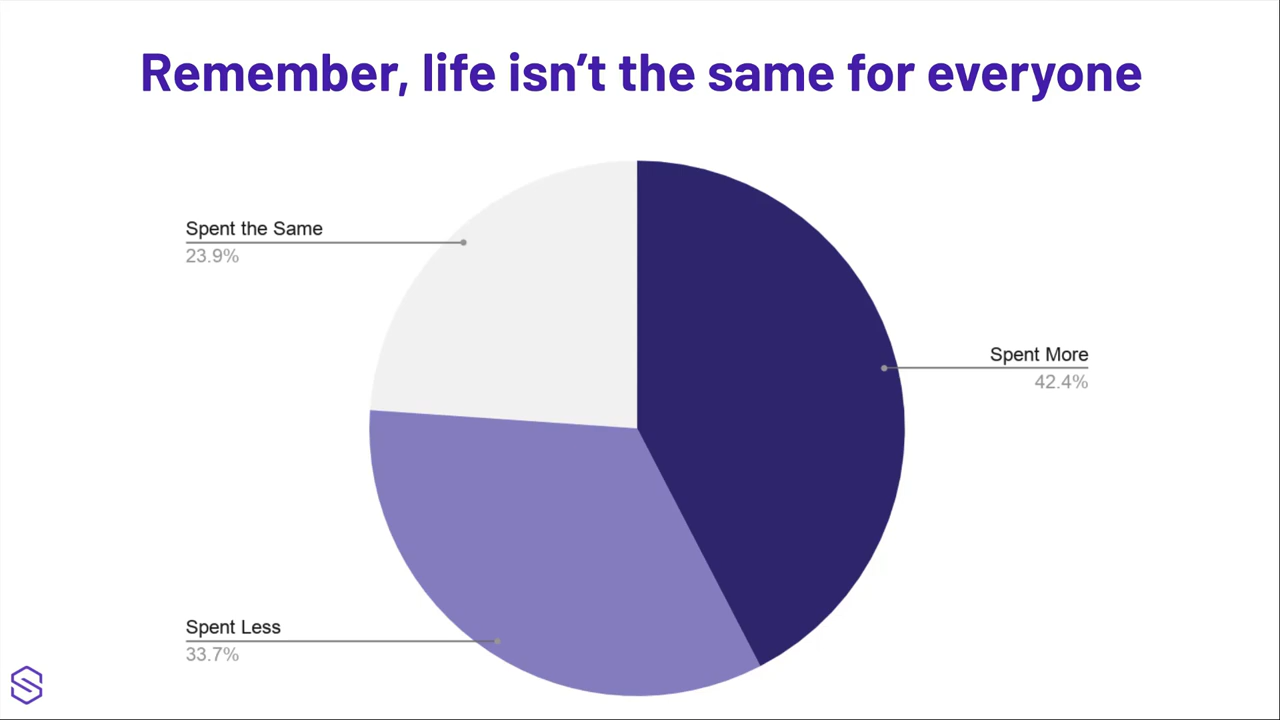 Remember, life isn’t the same for everyone
Spent the Same
23.9%
Spent More
42.4%
Spent Less
33.7%